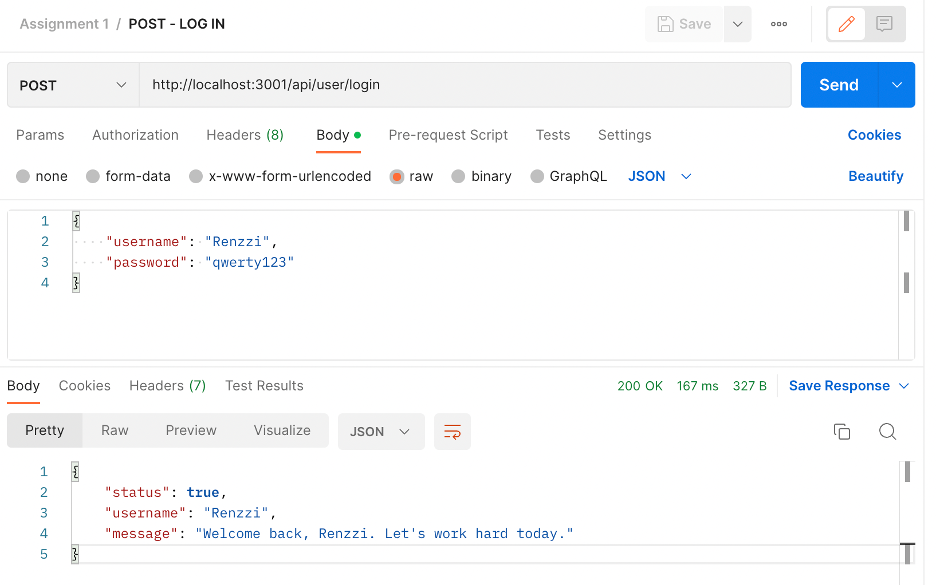 Assignment 1 / POST - LOG IN Save
POST http://localhost:3001/api/user/login Send
Params Authorization Headers (8) Body Pre-request Script Tests Settings Cookies
none form-data x-www-form-urlencoded raw binary GraphQL JSON Beautify
1 {
2 "username": "Renzzi",
3 "password": "qwerty123"
4 }
Body Cookies Headers (7) Test Results 200 OK 167 ms 327 B Save Response
Pretty Raw Preview Visualize JSON
1 {
2 "status": true,
3 "username": "Renzzi",
4 "message": "Welcome back, Renzzi. Let's work hard today."
5 }